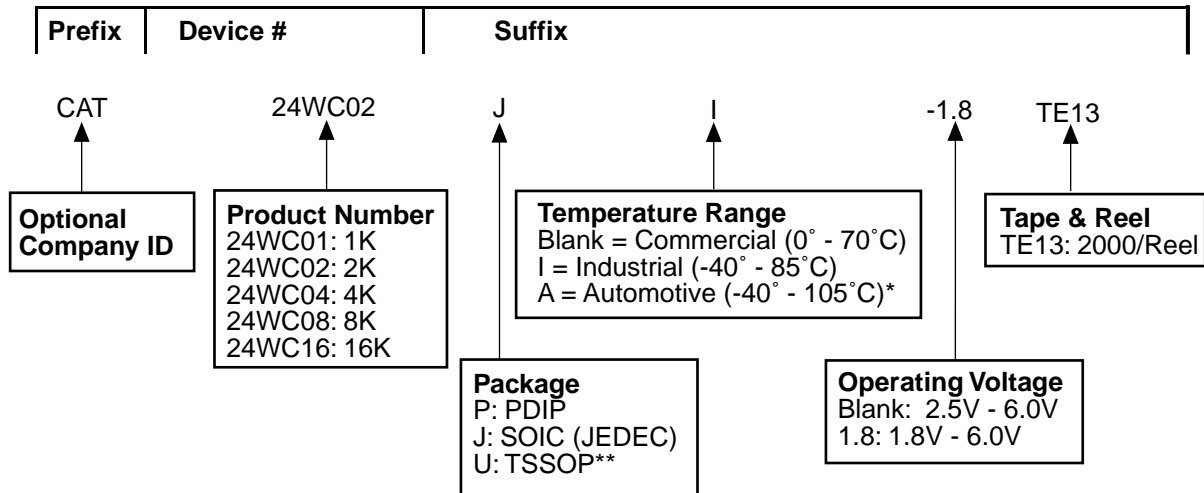 Prefix Device # Suffix
CAT 24WC02 J I -1.8 TE13
Optional
Company ID
Product Number
24WC01: 1K
24WC02: 2K
24WC04: 4K
24WC08: 8K
24WC16: 16K
Temperature Range
Blank = Commercial (0˚ - 70˚C)
I = Industrial (-40˚ - 85˚C)
A = Automotive (-40˚ - 105˚C)*
Tape & Reel
TE13: 2000/Reel
Package
P: PDIP
J: SOIC (JEDEC)
U: TSSOP**
Operating Voltage
Blank: 2.5V - 6.0V
1.8: 1.8V - 6.0V